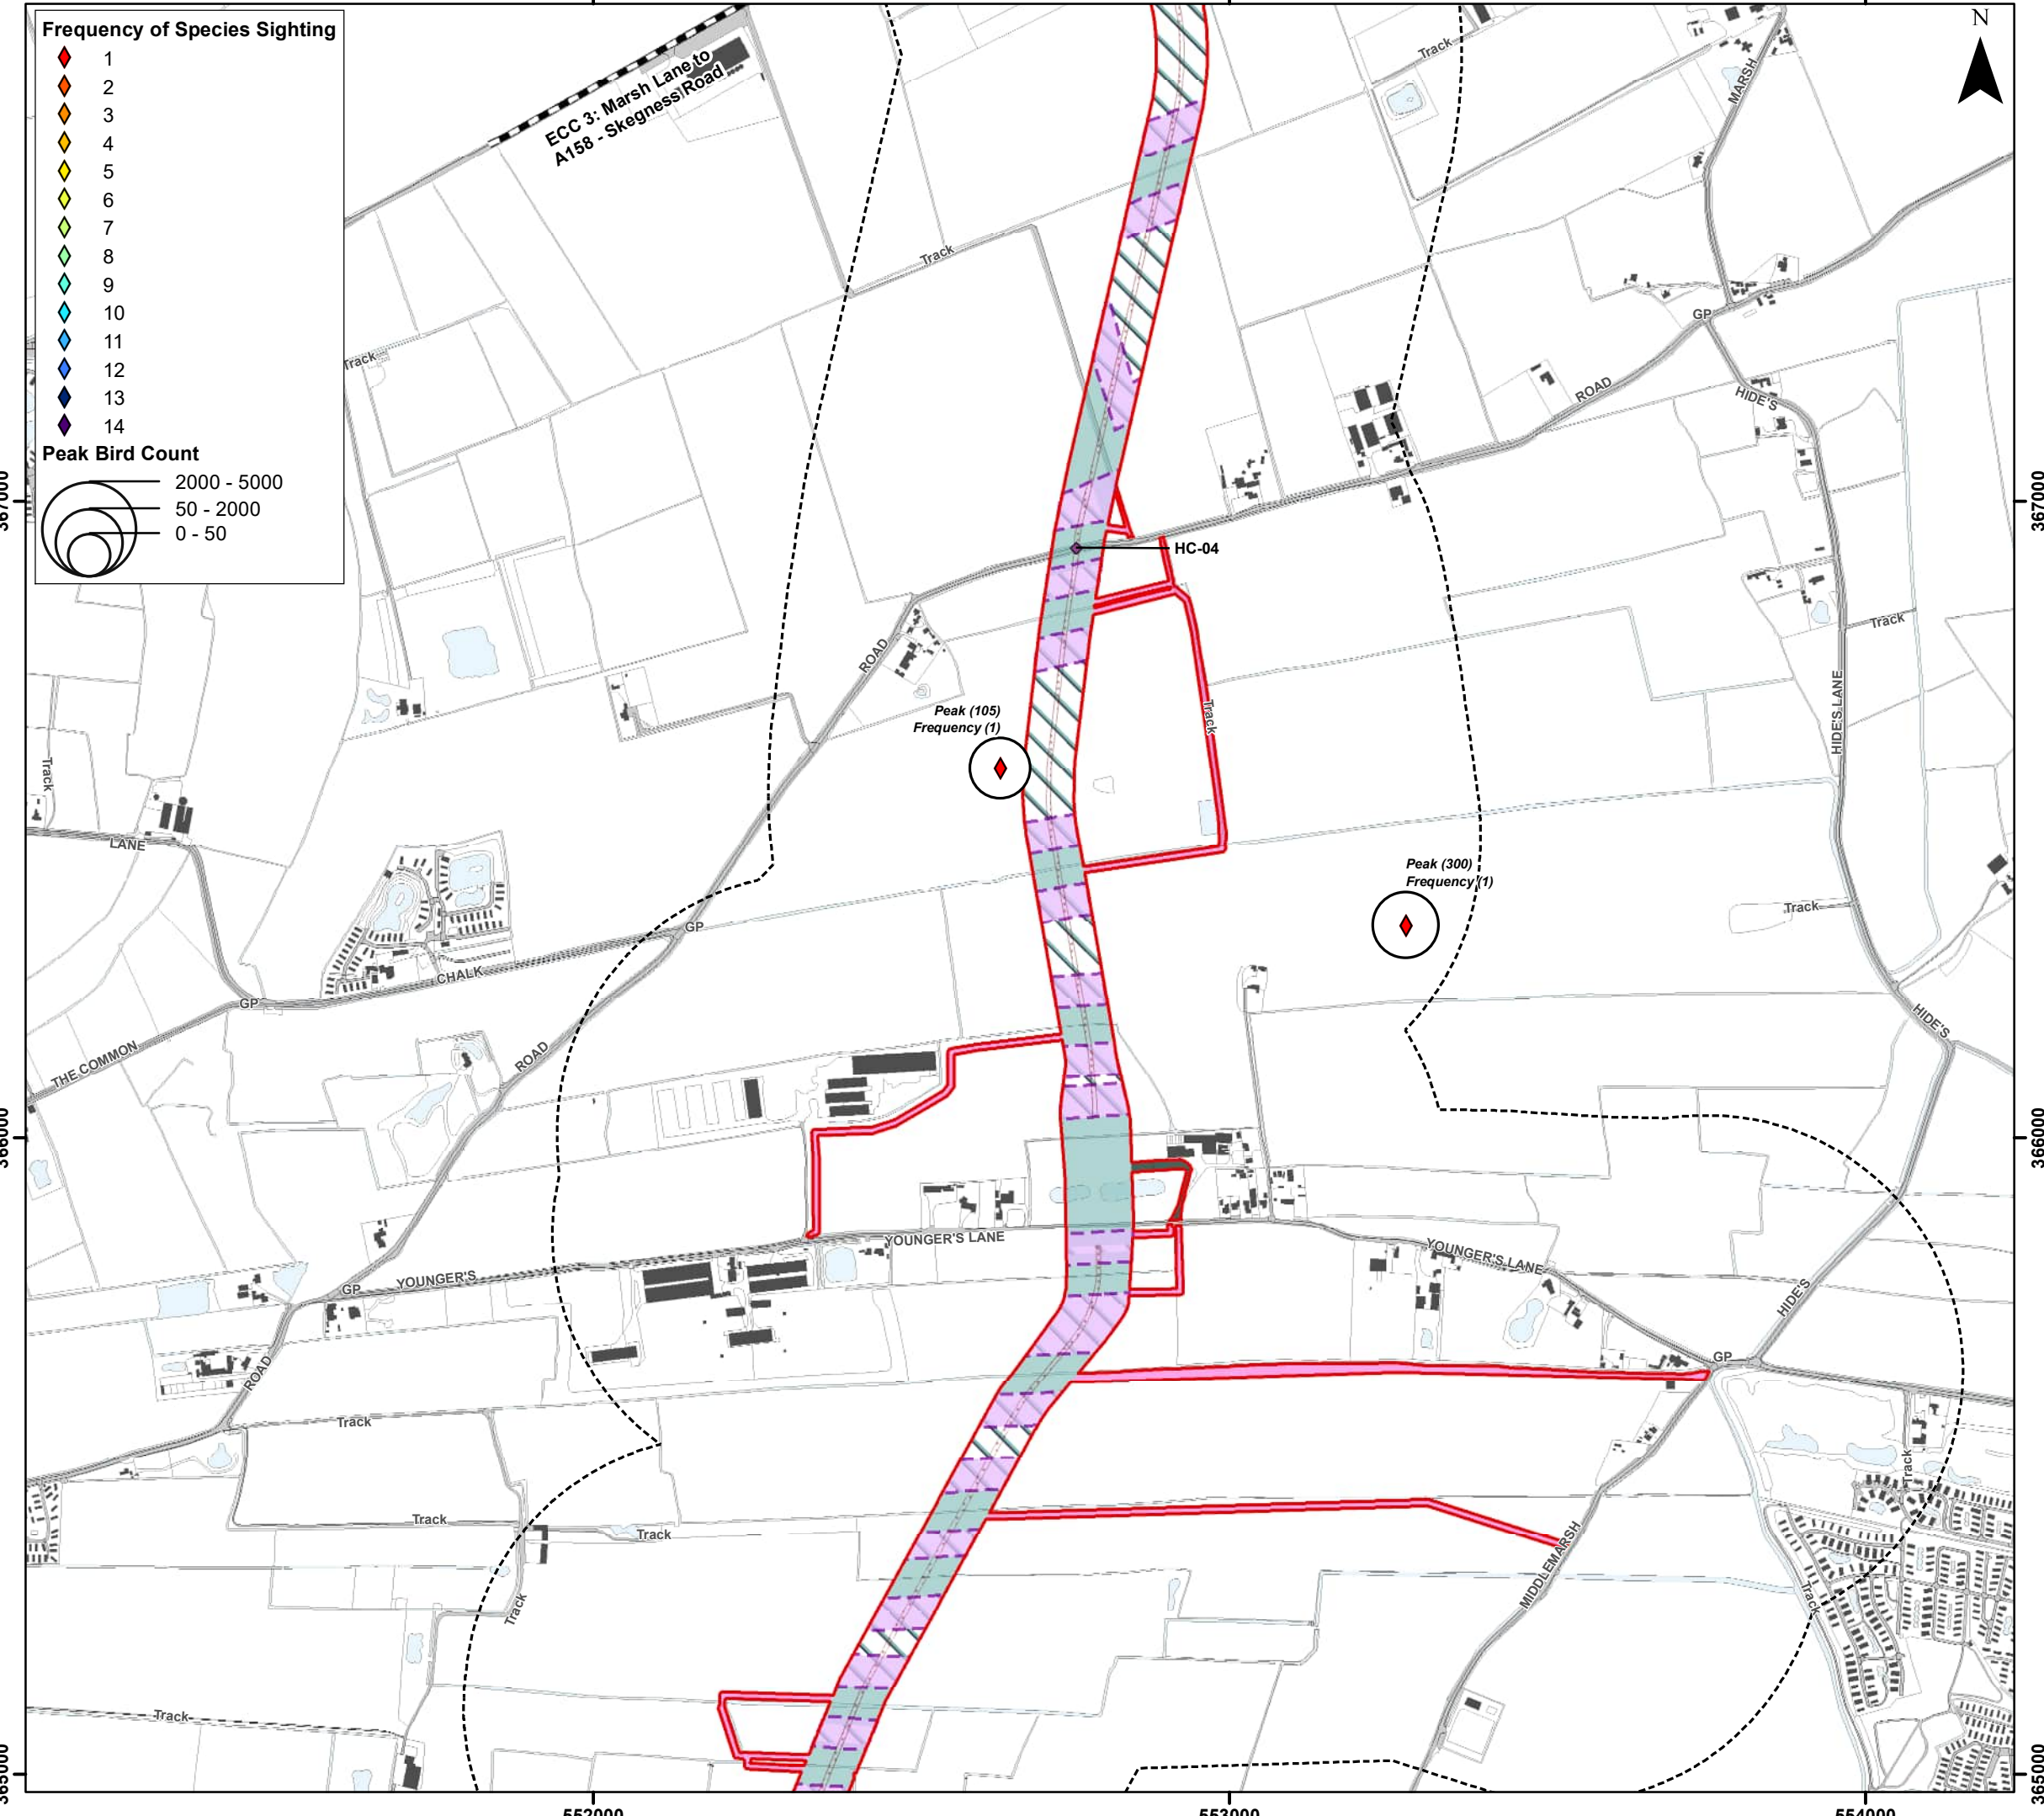 Frequency of Species Sighting
1
2
3
4
5
6
7
8
9
10
11
12
13
14
Peak Bird Count
2000 - 5000
50 - 2000
0 - 50
N
ECC 3: Marsh Lane to
A158 - Skegness Road
Track
MARSH
Track
GP
Track
ROAD
HIDE'S
367000
367000
HC-04
Track
ROAD
HIDE'S LANE
Track
Peak (105)
Frequency (1)
Track
LANE
Peak (300)
Frequency (1)
Track
GP
CHALK
GP
HIDE'S
THE COMMON
ROAD
366000
366000
YOUNGER'S LANE
YOUNGER'S LANE
YOUNGER'S
GP
HIDE'S
GP
ROAD
Track
Track
Track
Track
MIDDLEMARSH
Track
Track
Track
365000
365000
552000
553000
554000